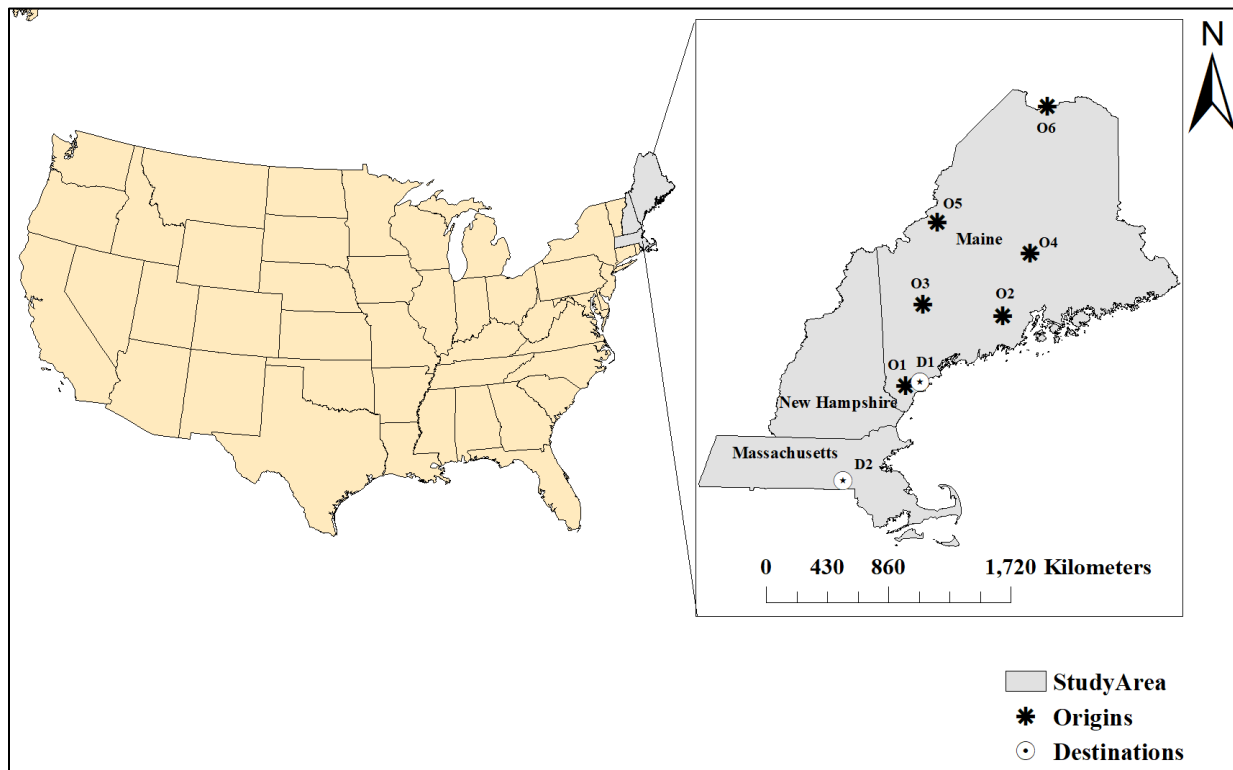 N
O6
O5
Maine
O4
O3
O2
O1
D1
New Hampshire
Massachusetts
D2
0 430 860 1,720 Kilometers
StudyArea
Origins
Destinations